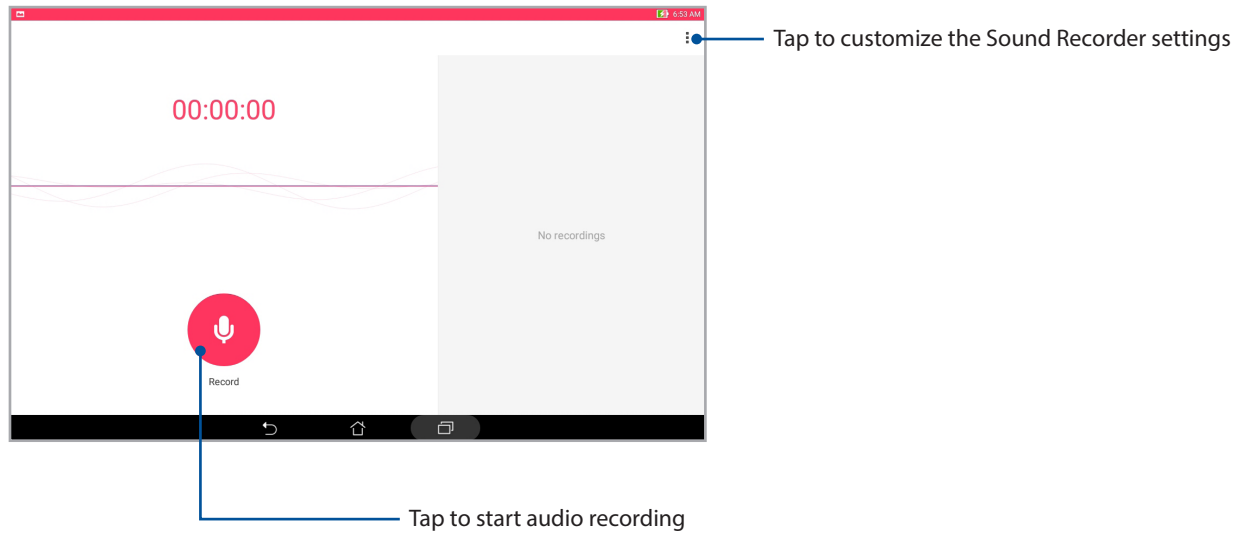 6:53 AM
Tap to customize the Sound Recorder settings
00:00:00
No recordings
Record
Tap to start audio recording